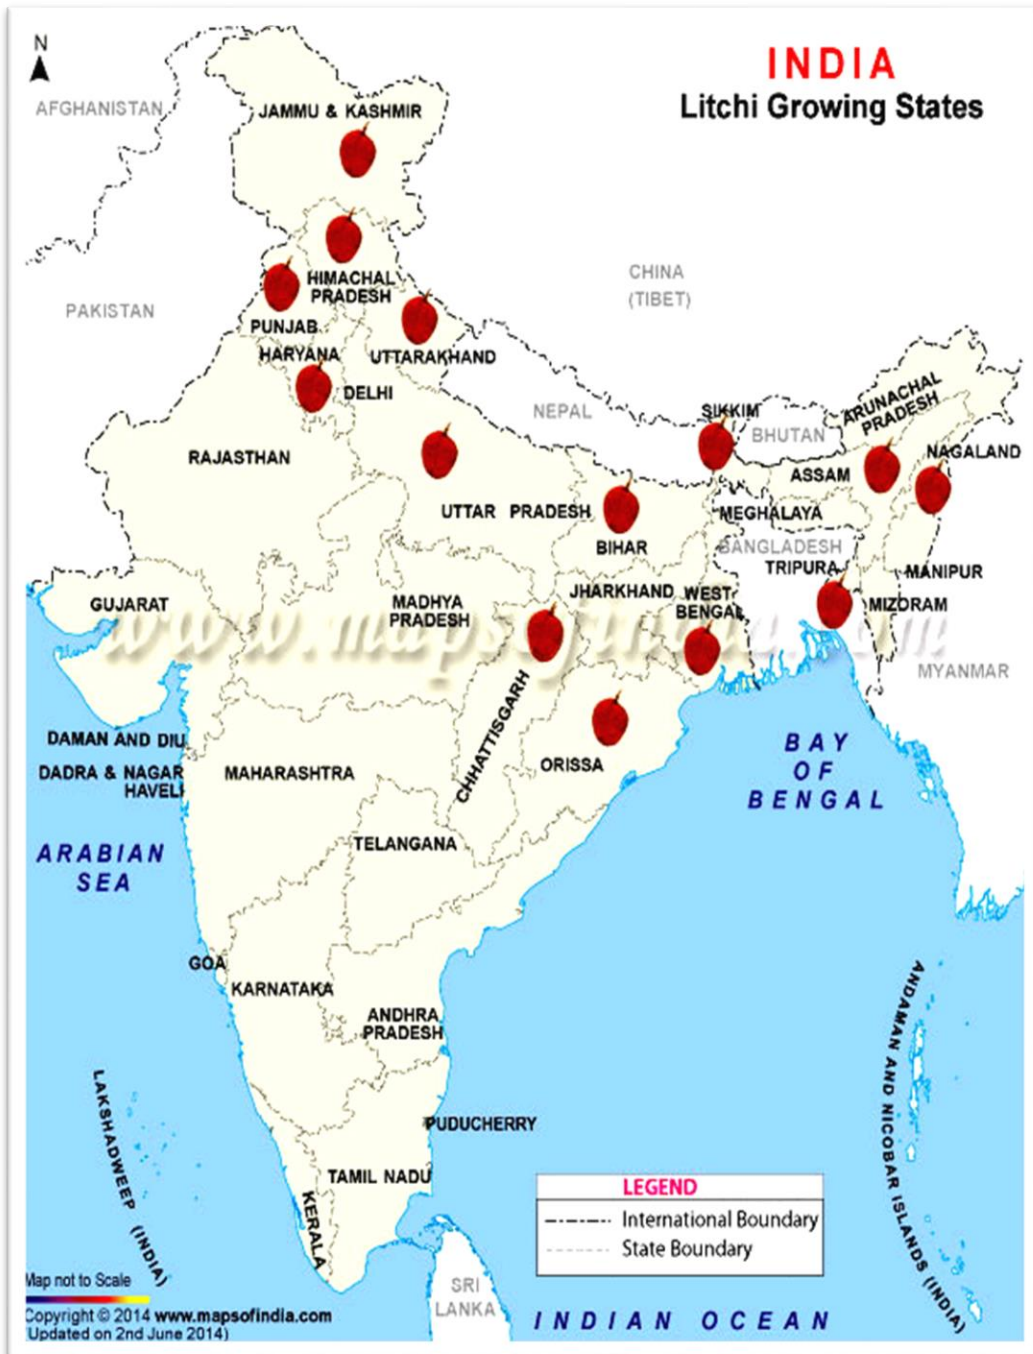 N
INDIA
Litchi Growing States
AFGHANISTAN
JAMMU & KASHMIR
HIMACHAL
PRADESH
CHINA
(TIBET)
PAKISTAN
PUNJAB
HARYANA
UTTARAKHAND
DELHI
NEPAL
SIKKIM
BHUTAN
ARUNACHAL
PRADESH
RAJASTHAN
ASSAM
NAGALAND
UTTAR PRADESH
MEGHALAYA
BIHAR
BANGLADESH
TRIPURA
MANIPUR
GUJARAT
MADHYA
PRADESH
JHARKHAND
WEST
BENGAL
MIZORAM
www.mapsofindia.com
MYANMAR
CHHATTISGARH
DAMAN AND DIU
DADRA & NAGAR
HAVELI
MAHARASHTRA
ORISSA
BAY
OF
BENGAL
ARABIAN
SEA
TELANGANA
GOA
KARNATAKA
ANDHRA
PRADESH
ANDAMAN AND NICOBAR ISLANDS (INDIA)
LAKSHADWEEP (INDIA)
PUDUCHERRY
TAMIL NADU
KERALA
LEGEND
International Boundary
State Boundary
SRI
LANKA
INDIAN OCEAN
Map not to Scale
Copyright © 2014 www.mapsofindia.com
(Updated on 2nd June 2014)